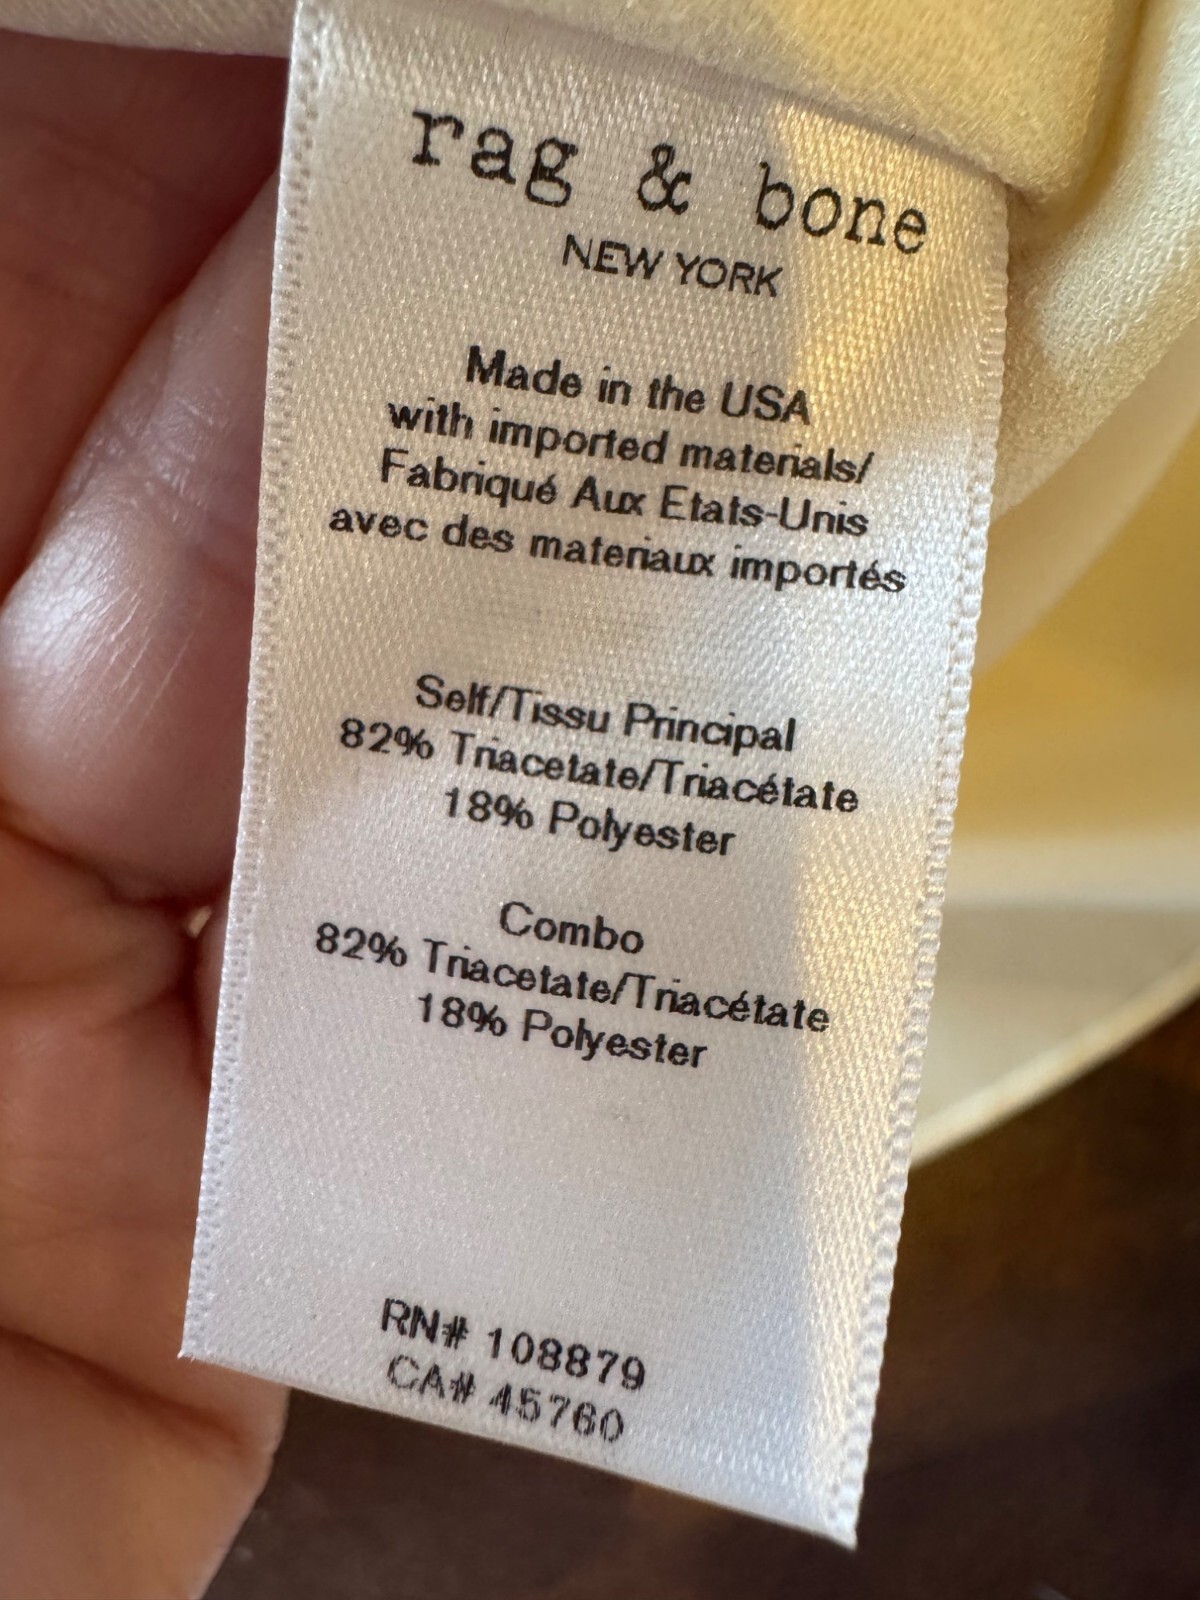 rag & bone
NEW YORK
Made in the USA
with imported materials/
Fabriqué Aux Etats-Unis
avec des materiaux importés
Self/Tissu Principal
82% Triacetate/Triacétate
18% Polyester
Combo
82% Triacetate/Triacétate
18% Polyester
RN# 108879
CA# 45760